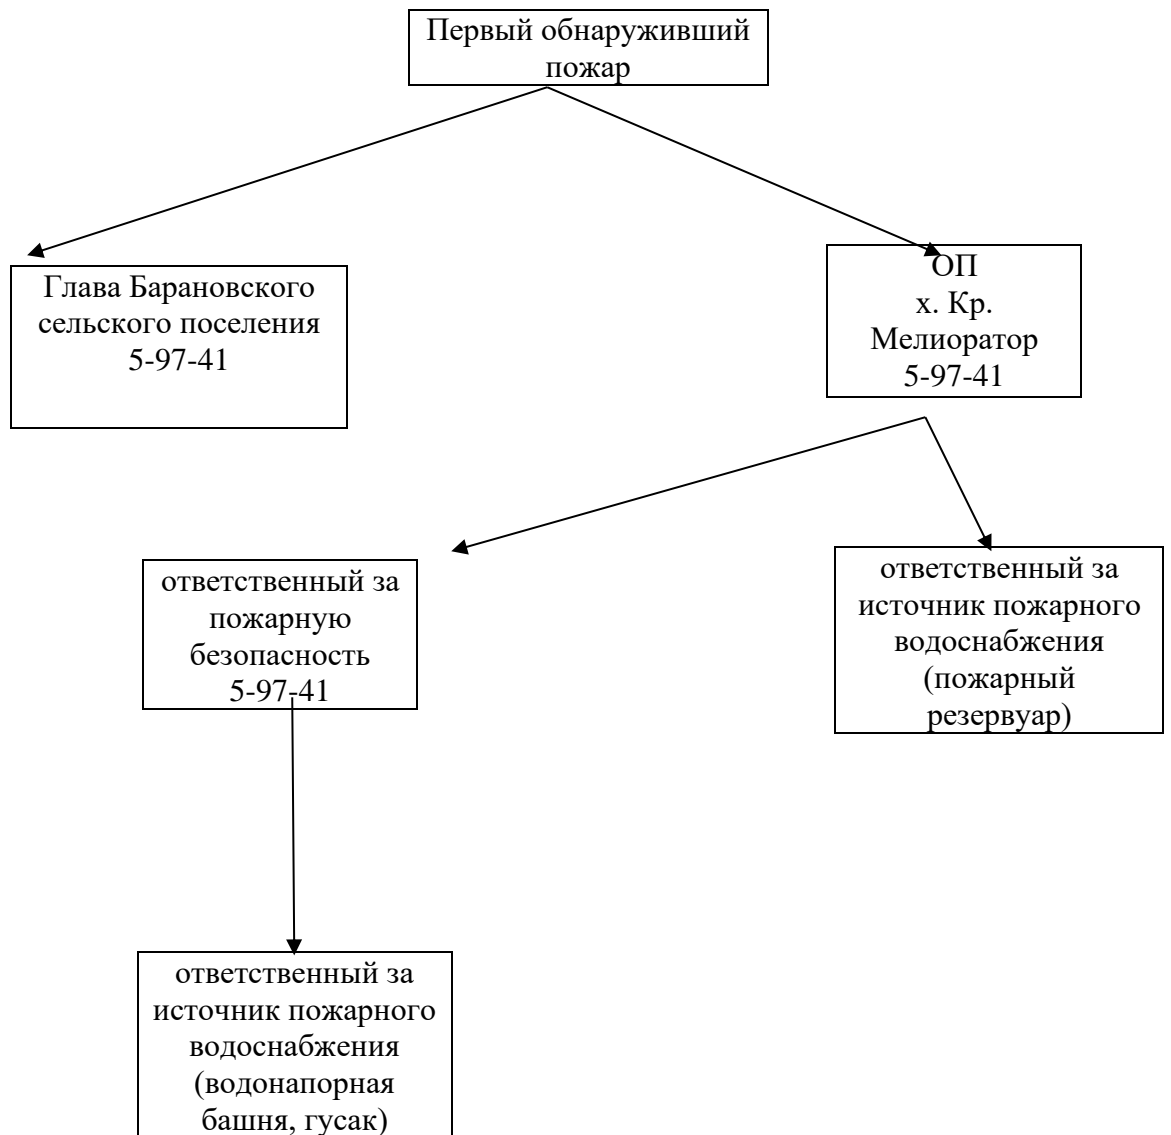 Первый обнаруживший
пожар
Глава Барановского
сельского поселения
5-97-41
ОП
х. Кр.
Мелиоратор
5-97-41
ответственный за
пожарную
безопасность
5-97-41
ответственный за
источник пожарного
водоснабжения
(пожарный
резервуар)
ответственный за
источник пожарного
водоснабжения
(водонапорная
башня, гусак)